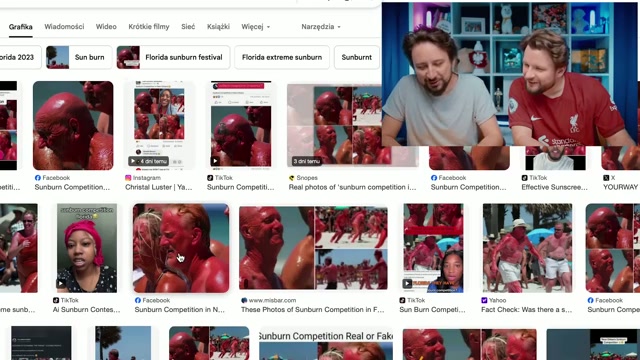 Grafika Wiadomości Wideo Krótkie filmy Sieć Książki Więcej Narzędzia
orida 2023 Sun burn Florida sunburn festival Florida extreme sunburn Sunburnt
4 dni temu
3 dni temu
Facebook Instagram TikTok Snopes Facebook TikTok X
Sunburn Competition... Christal Luster | Ya... Sunburn Competiti... Real photos of 'sunburn competition i... Sunburn Competition... Effective Sunscree... YOURWAY
sunburn competition
TikTok Facebook www.misbar.com TikTok Yahoo Facebook
ome sunb... Ai Sunburn Contes... Sunburn Competition in N... These Photos of Sunburn Competition in F... Sun Burn Competiti... Fact Check: Was there a s... Sunburn Compe
Sunburn Competition Real or Fake